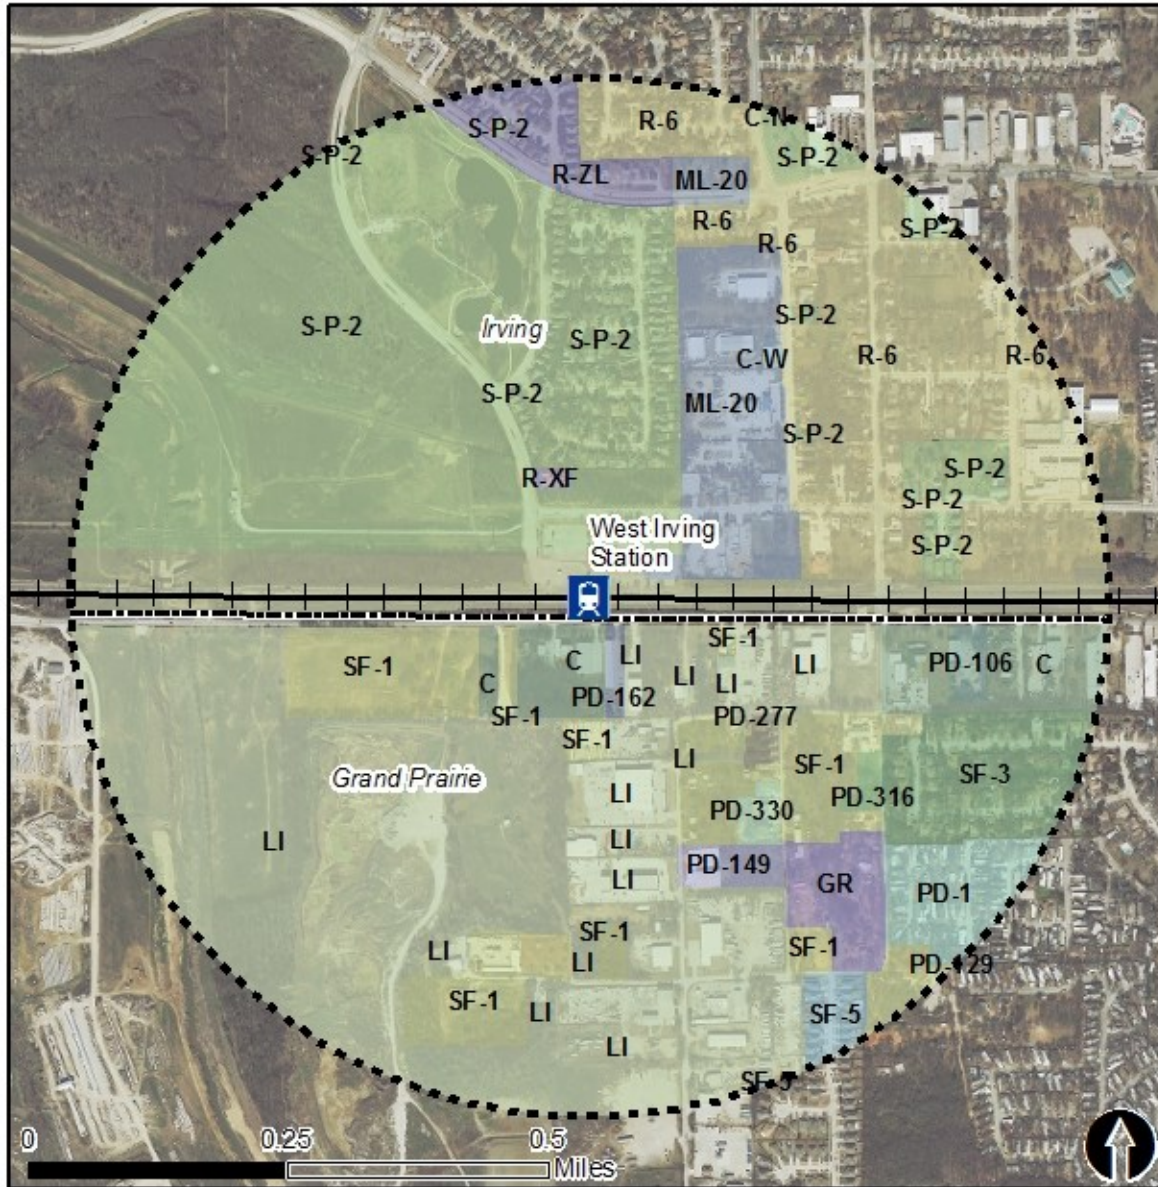 C-N
S-P-2
R-6
S-P-2
S-P-2
R-ZL
ML-20
R-6
S-P-2
R-6
S-P-2
S-P-2
Irving
S-P-2
C-W
R-6
R-6
S-P-2
ML-20
S-P-2
S-P-2
R-XF
S-P-2
West Irving
Station
S-P-2
SF-1
LI
SF-1
C
LI
PD-106
C
C
LI
LI
PD-162
SF-1
PD-277
SF-1
LI
SF-1
SF-3
Grand Prairie
LI
PD-316
PD-330
LI
LI
PD-149
LI
GR
PD-1
SF-1
SF-1
LI
LI
PD-129
SF-1
LI
SF-5
LI
0
0.25
0.5
Miles